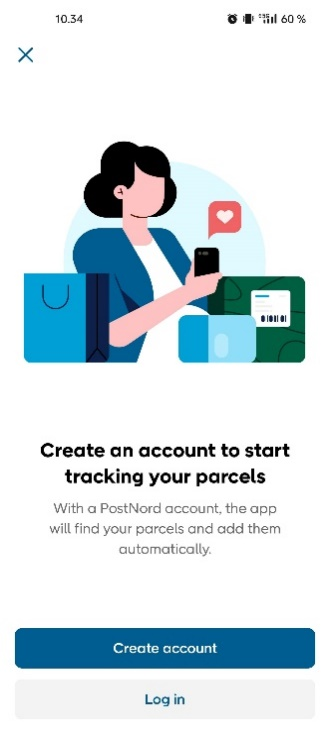 10.34
60 %
Create an account to start
tracking your parcels
With a PostNord account, the app
will find your parcels and add them
automatically.
Create account
Log in